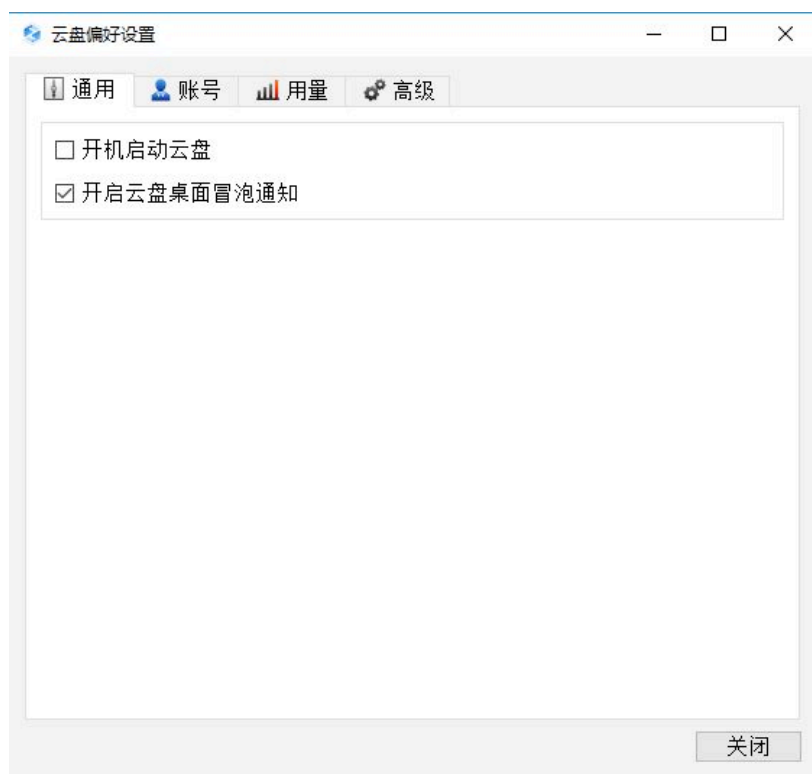 云盘偏好设置
通用 账号 用量 高级
开机启动云盘
开启云盘桌面冒泡通知
关闭